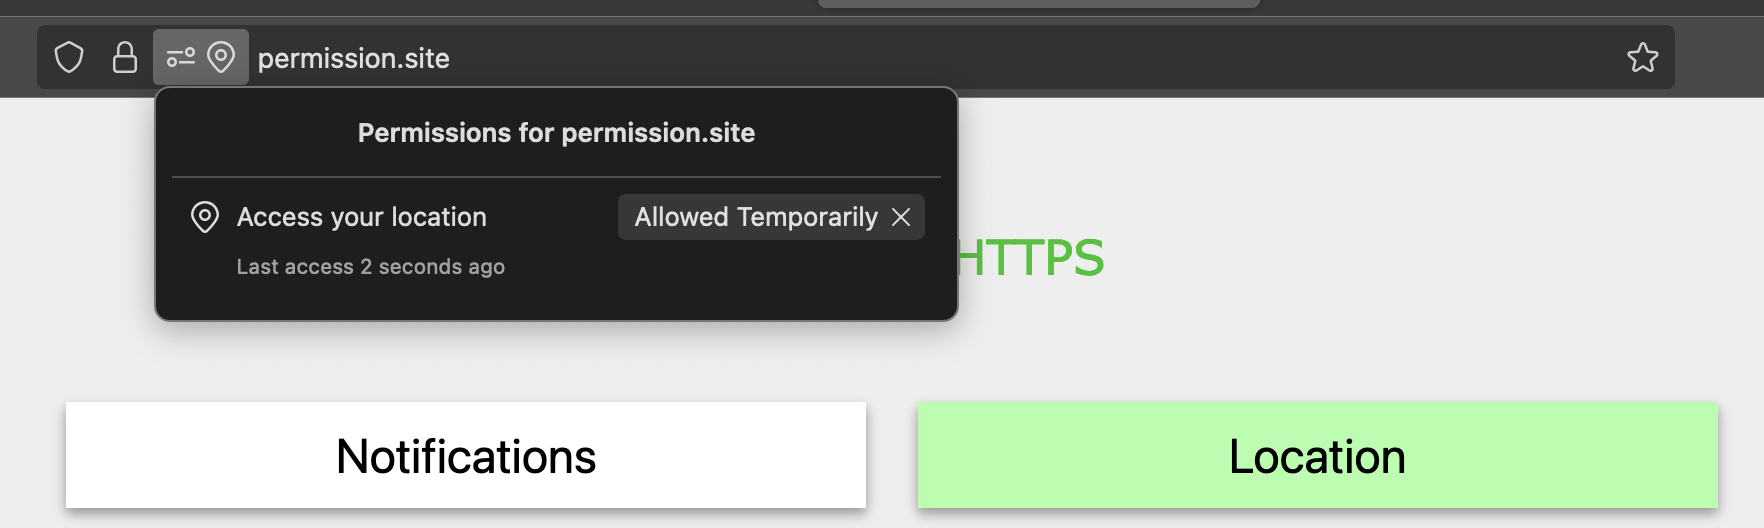 permission.site
Permissions for permission.site
Access your location
Allowed Temporarily
Last access 2 seconds ago
HTTPS
Notifications
Location